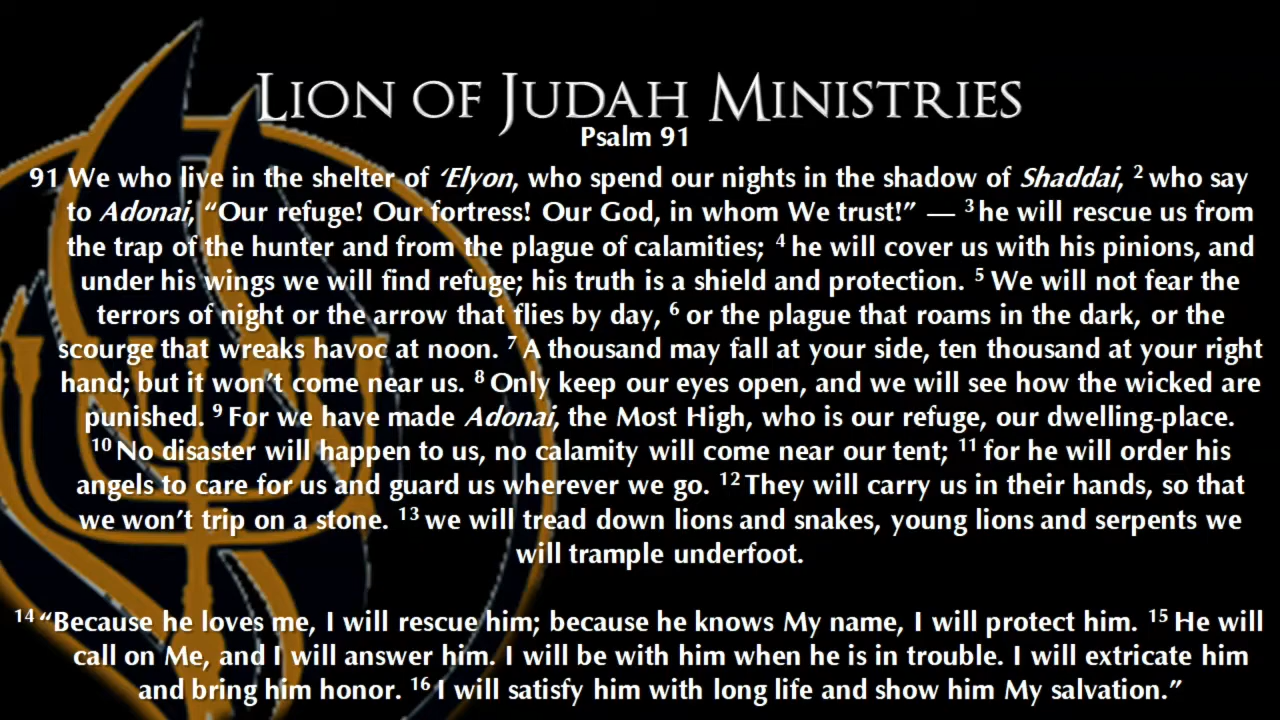 LION OF JUDAH MINISTRIES
Psalm 91
91 We who live in the shelter of ‘Elyon, who spend our nights in the shadow of Shaddai, 2 who say
to Adonai, “Our refuge! Our fortress! Our God, in whom We trust!” — 3 he will rescue us from
the trap of the hunter and from the plague of calamities; 4 he will cover us with his pinions, and
under his wings we will find refuge; his truth is a shield and protection. 5 We will not fear the
terrors of night or the arrow that flies by day, 6 or the plague that roams in the dark, or the
scourge that wreaks havoc at noon. 7 A thousand may fall at your side, ten thousand at your right
hand; but it won’t come near us. 8 Only keep our eyes open, and we will see how the wicked are
punished. 9 For we have made Adonai, the Most High, who is our refuge, our dwelling-place.
10 No disaster will happen to us, no calamity will come near our tent; 11 for he will order his
angels to care for us and guard us wherever we go. 12 They will carry us in their hands, so that
we won’t trip on a stone. 13 we will tread down lions and snakes, young lions and serpents we
will trample underfoot.
14 “Because he loves me, I will rescue him; because he knows My name, I will protect him. 15 He will
call on Me, and I will answer him. I will be with him when he is in trouble. I will extricate him
and bring him honor. 16 I will satisfy him with long life and show him My salvation.”